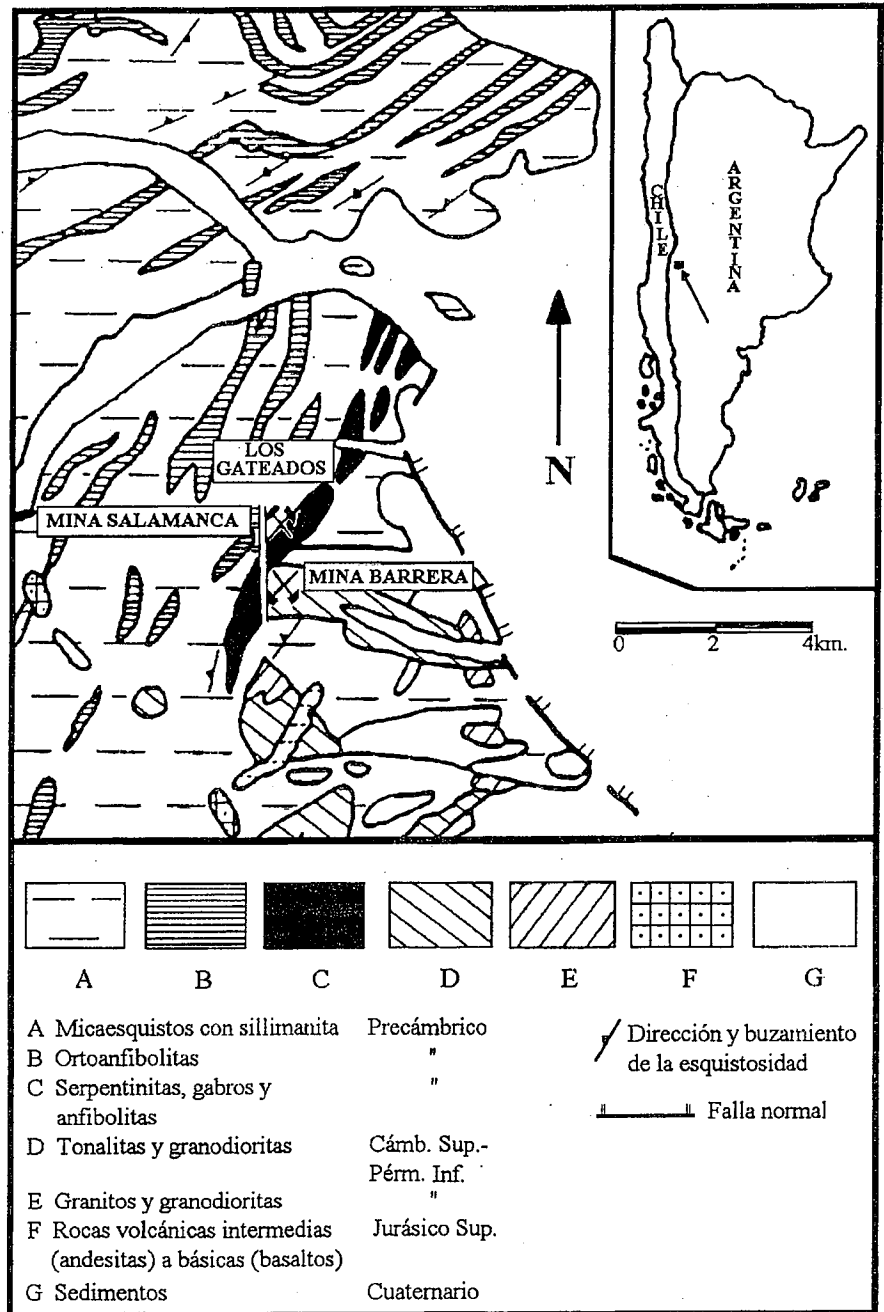 CHILE
ARGENTINA
N
LOS
GATEADOS
MINA SALAMANCA
MINA BARRERA
0 2 4km.
A B C D E F G
A Micaesquistos con sillimanita Precámbrico
B Ortoanfibolitas "
C Serpentinitas, gabros y "
anfibolitas
D Tonalitas y granodioritas Cámb. Sup.-
Pérm. Inf.
E Granitos y granodioritas "
F Rocas volcánicas intermedias Jurásico Sup.
(andesitas) a básicas (basaltos)
G Sedimentos Cuaternario
Dirección y buzamiento
de la esquistosidad
Falla normal